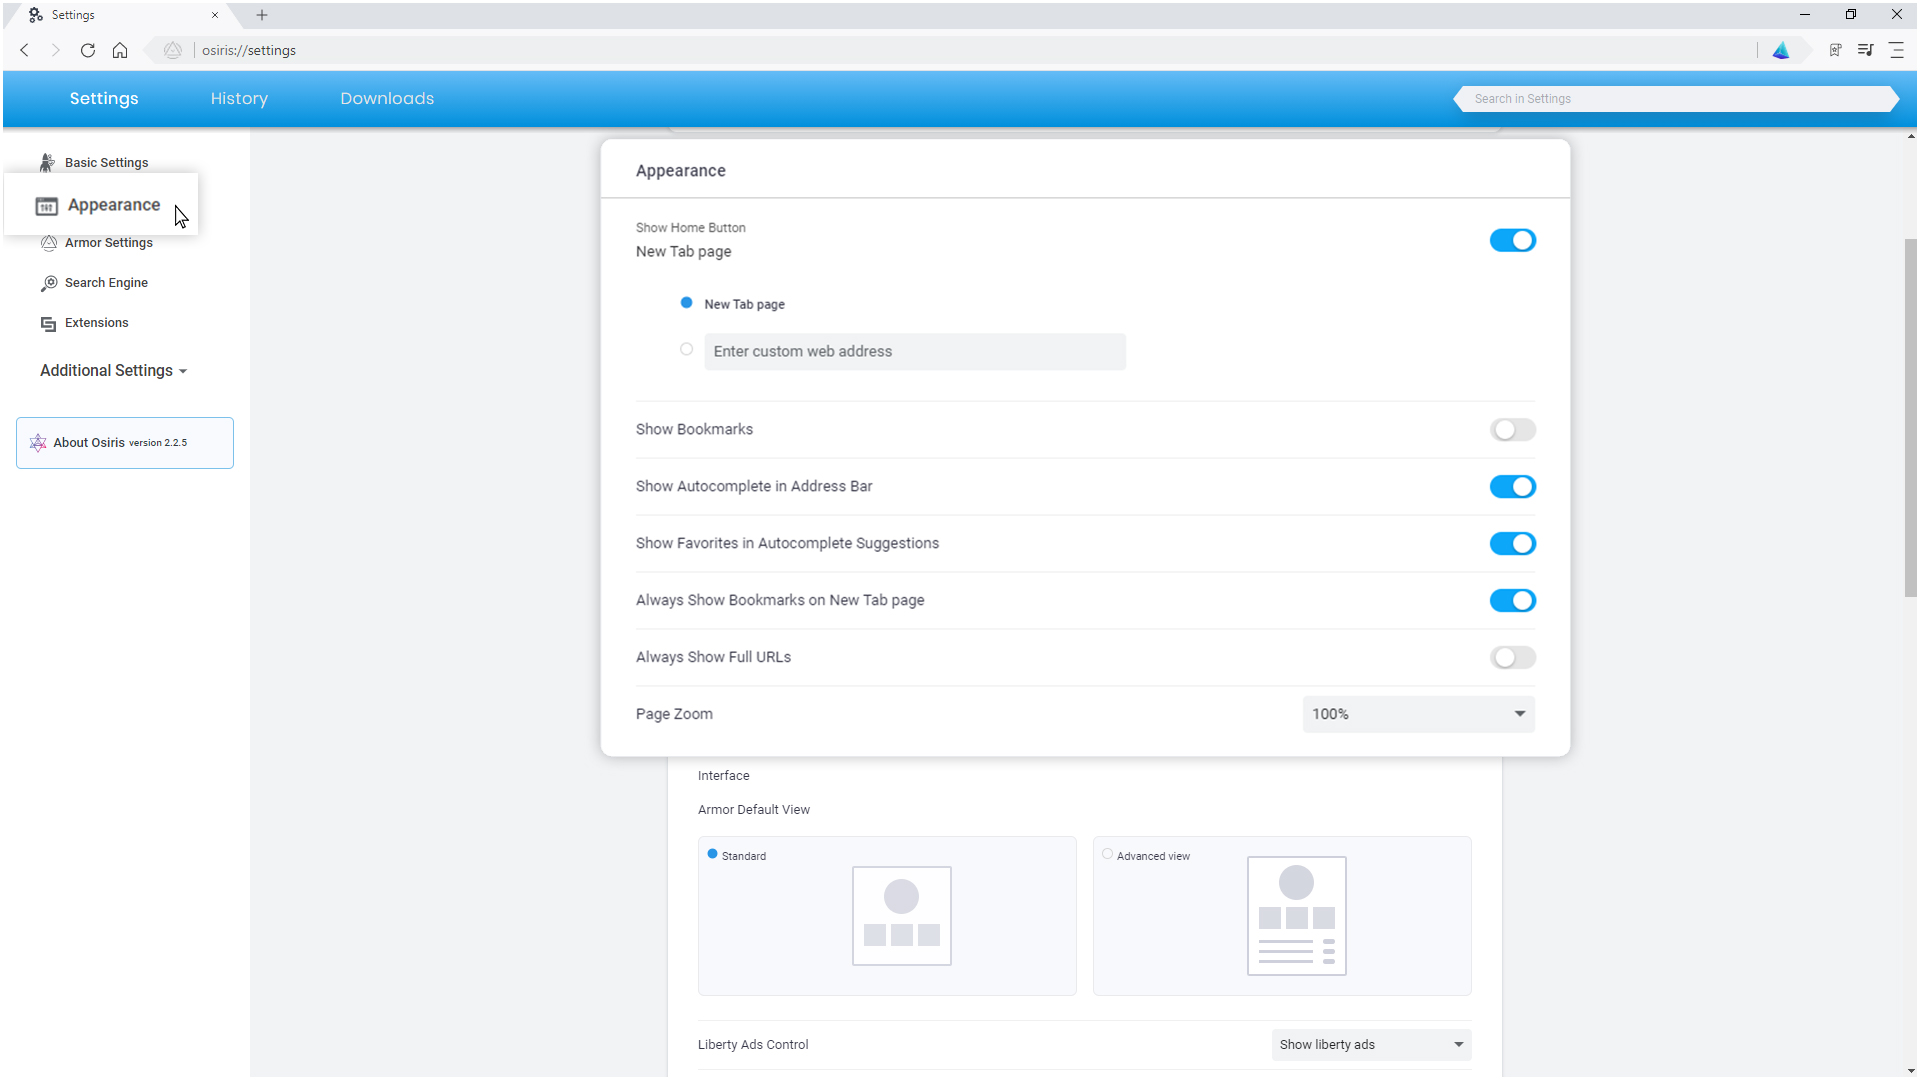 Settings
osiris://settings
Settings
History
Downloads
Search in Settings
Basic Settings
Appearance
Armor Settings
Search Engine
Extensions
Additional Settings
About Osiris version 2.2.5
Appearance
Show Home Button
New Tab page
New Tab page
Enter custom web address
Show Bookmarks
Show Autocomplete in Address Bar
Show Favorites in Autocomplete Suggestions
Always Show Bookmarks on New Tab page
Always Show Full URLs
Page Zoom
100%
Interface
Armor Default View
Standard
Advanced view
Liberty Ads Control
Show liberty ads